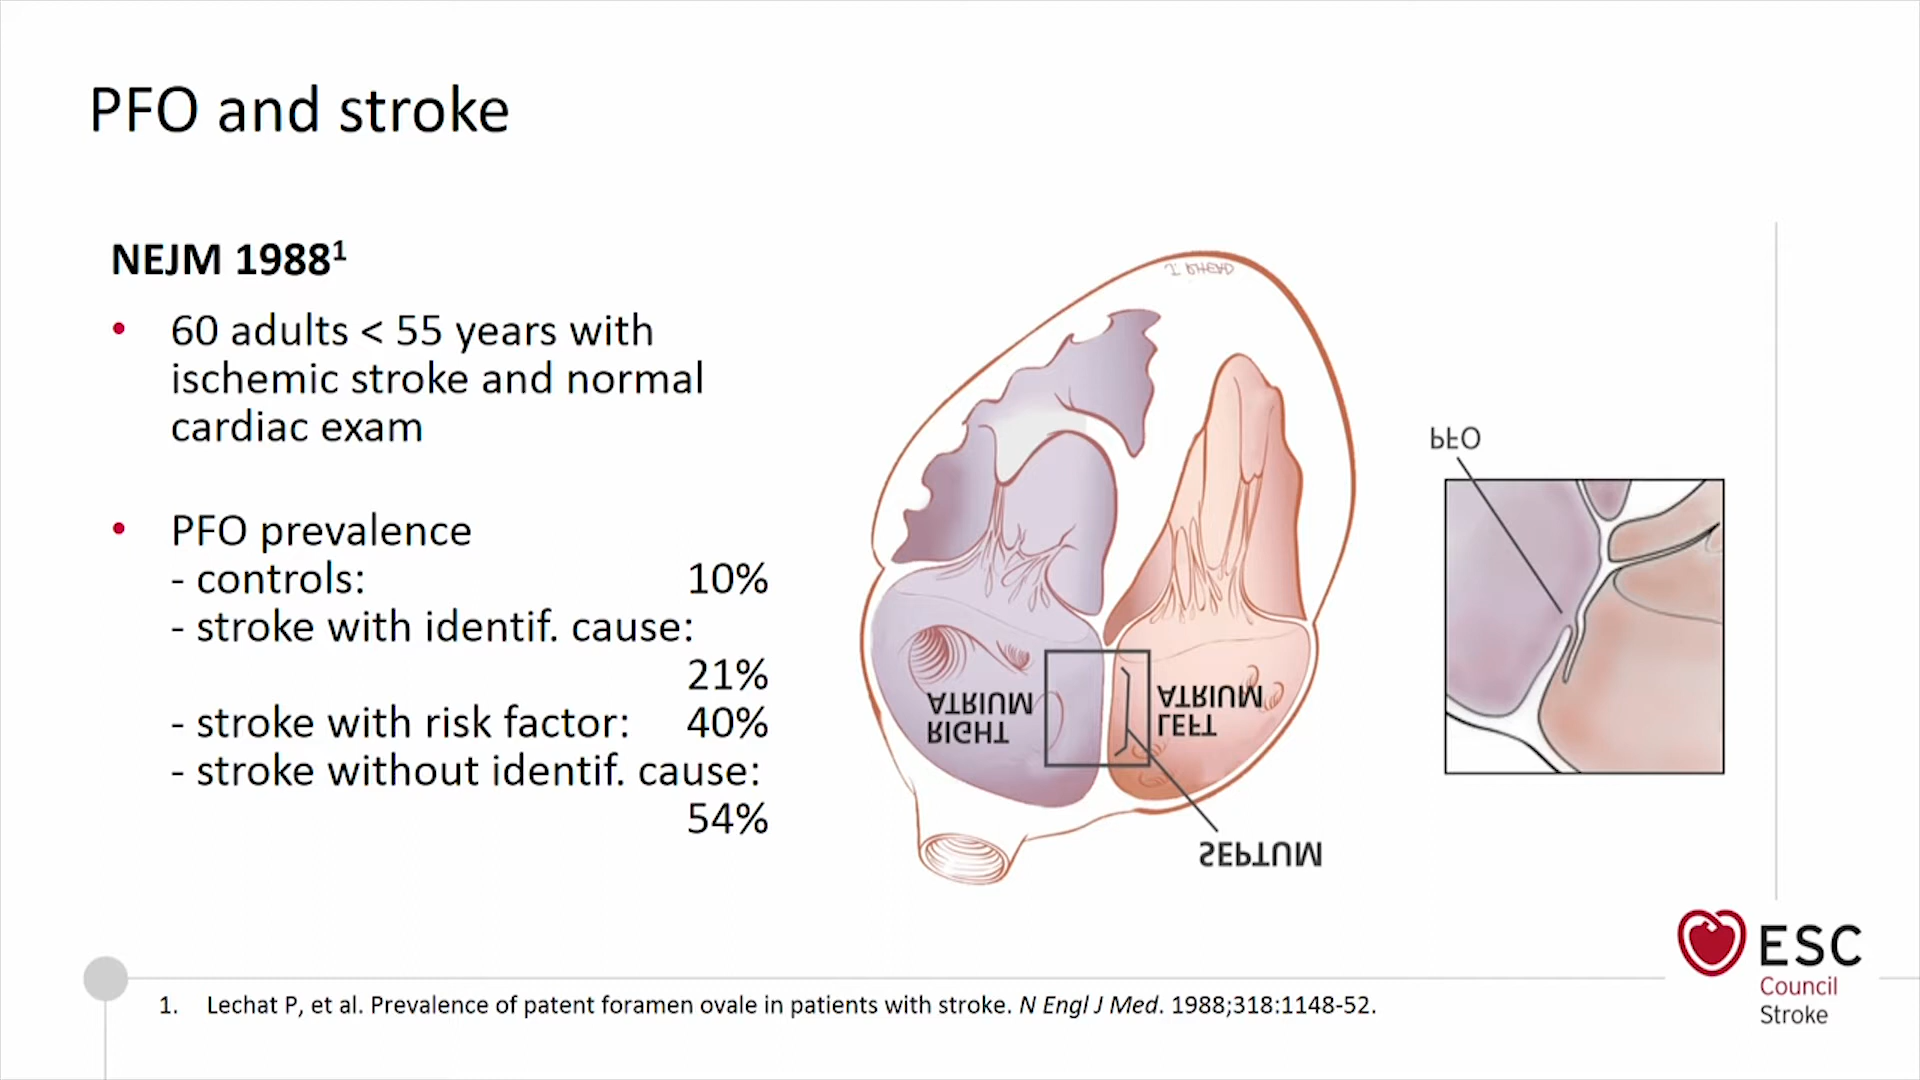 PFO and stroke
NEJM 1988¹
• 60 adults < 55 years with
ischemic stroke and normal
cardiac exam
• PFO prevalence
- controls: 10%
- stroke with identif. cause:
21%
- stroke with risk factor: 40%
- stroke without identif. cause:
54%
PFO
RIGHT
ATRIUM
LEFT
ATRIUM
SEPTUM
ESC
Council
Stroke
1. Lechat P, et al. Prevalence of patent foramen ovale in patients with stroke. N Engl J Med. 1988;318:1148-52.